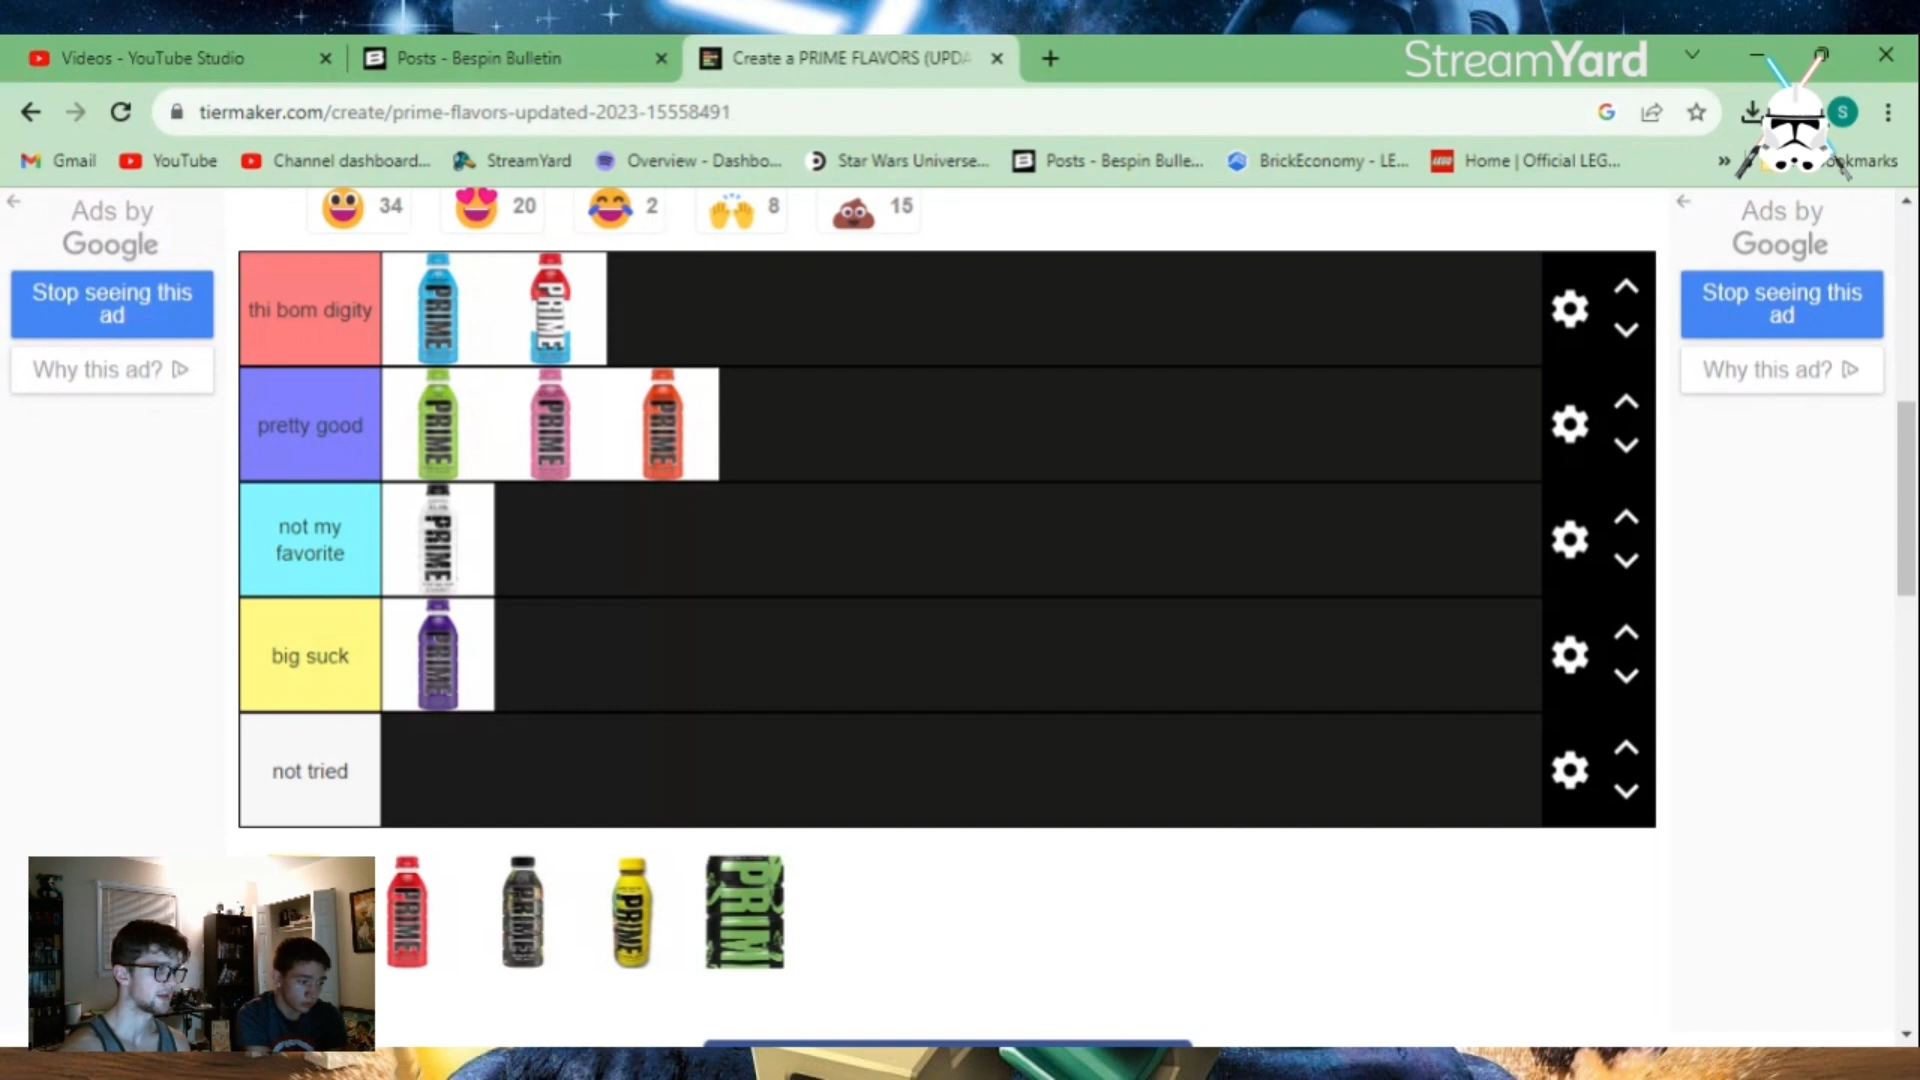 Videos - YouTube Studio
Posts - Bespin Bulletin
Create a PRIME FLAVORS (UPDA
StreamYard
tiermaker.com/create/prime-flavors-updated-2023-15558491
S
Gmail
YouTube
Channel dashboard...
StreamYard
Overview - Dashbo...
Star Wars Universe...
Posts - Bespin Bulle...
BrickEconomy - LE...
Home | Official LEG...
»
ookmarks
Ads by
Google
Stop seeing this
ad
Why this ad?
34
20
2
8
15
Ads by
Google
Stop seeing this
ad
Why this ad?
thi bom digity
PRIME
PRIME
pretty good
PRIME
PRIME
PRIME
not my
favorite
PRIME
big suck
PRIME
not tried
PRIME
PRIME
PRIME
PRIM